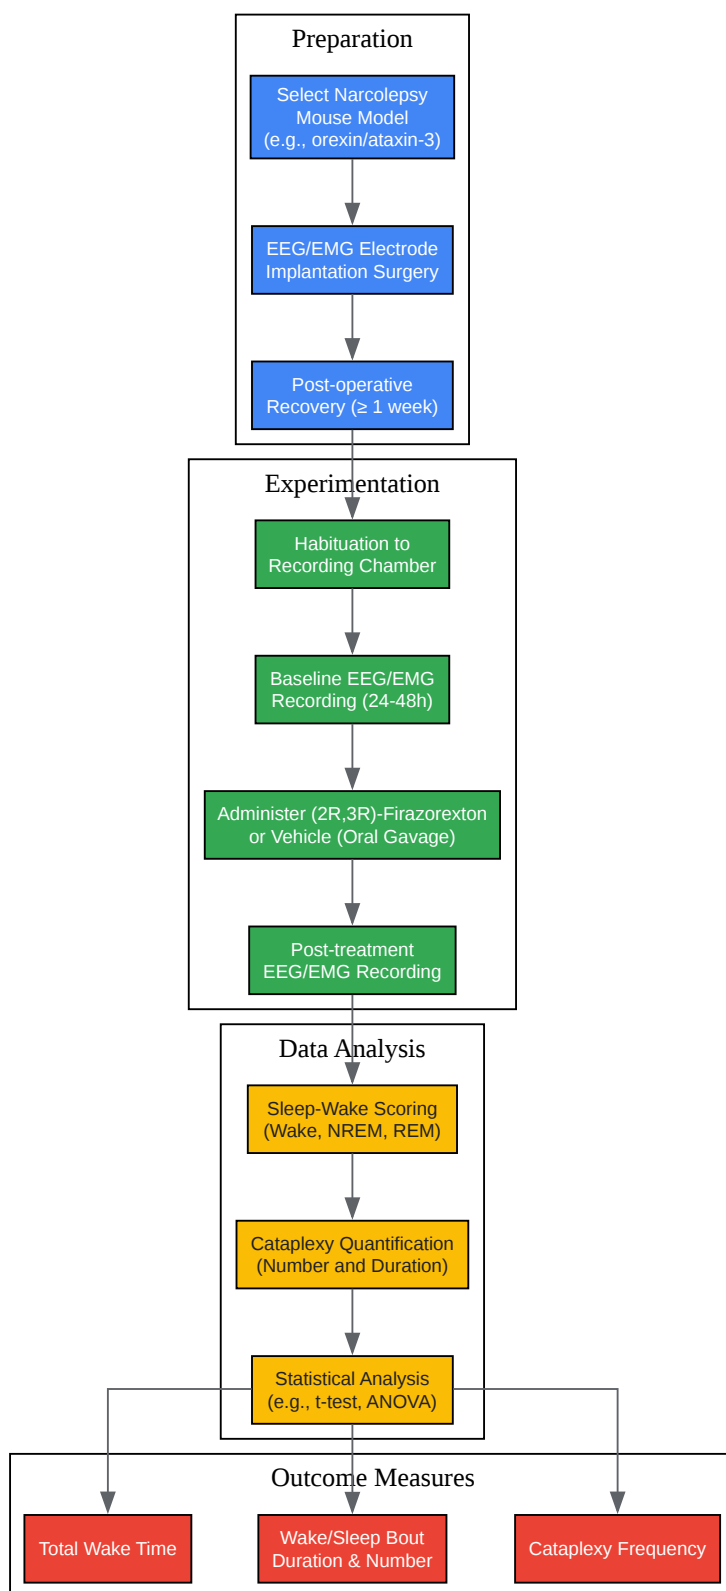 Preparation
Select Narcolepsy
Mouse Model
(e.g., orexin/ataxin-3)
EEG/EMG Electrode
Implantation Surgery
Post-operative
Recovery (≥ 1 week)
Experimentation
Habituation to
Recording Chamber
Baseline EEG/EMG
Recording (24-48h)
Administer (2R,3R)-Firazorexton
or Vehicle (Oral Gavage)
Post-treatment
EEG/EMG Recording
Data Analysis
Sleep-Wake Scoring
(Wake, NREM, REM)
Cataplexy Quantification
(Number and Duration)
Statistical Analysis
(e.g., t-test, ANOVA)
Outcome Measures
Total Wake Time
Wake/Sleep Bout
Duration & Number
Cataplexy Frequency